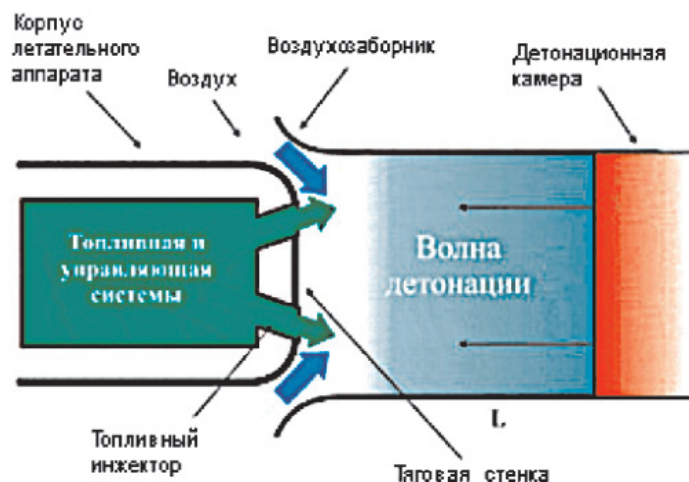 Корпус
летательного
аппарата
Воздух
Воздухозаборник
Детонационная
камера
Топливная и
управляющая
системы
Волна
детонации
L
Топливный
инжектор
Тяговая стенка